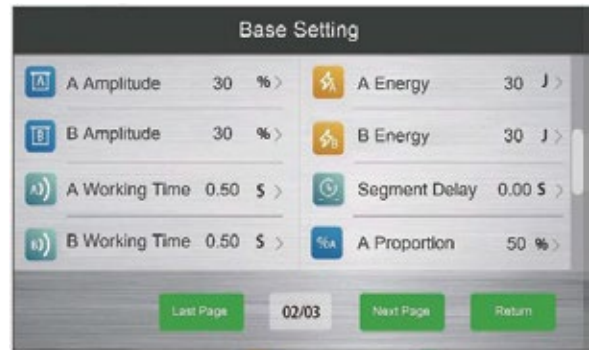 Base Setting
A Amplitude 30 % >
A Energy 30 J >
B Amplitude 30 % >
B Energy 30 J >
A Working Time 0.50 S >
Segment Delay 0.00 S >
B Working Time 0.50 S >
A Proportion 50 % >
Last Page 02/03 Next Page Return